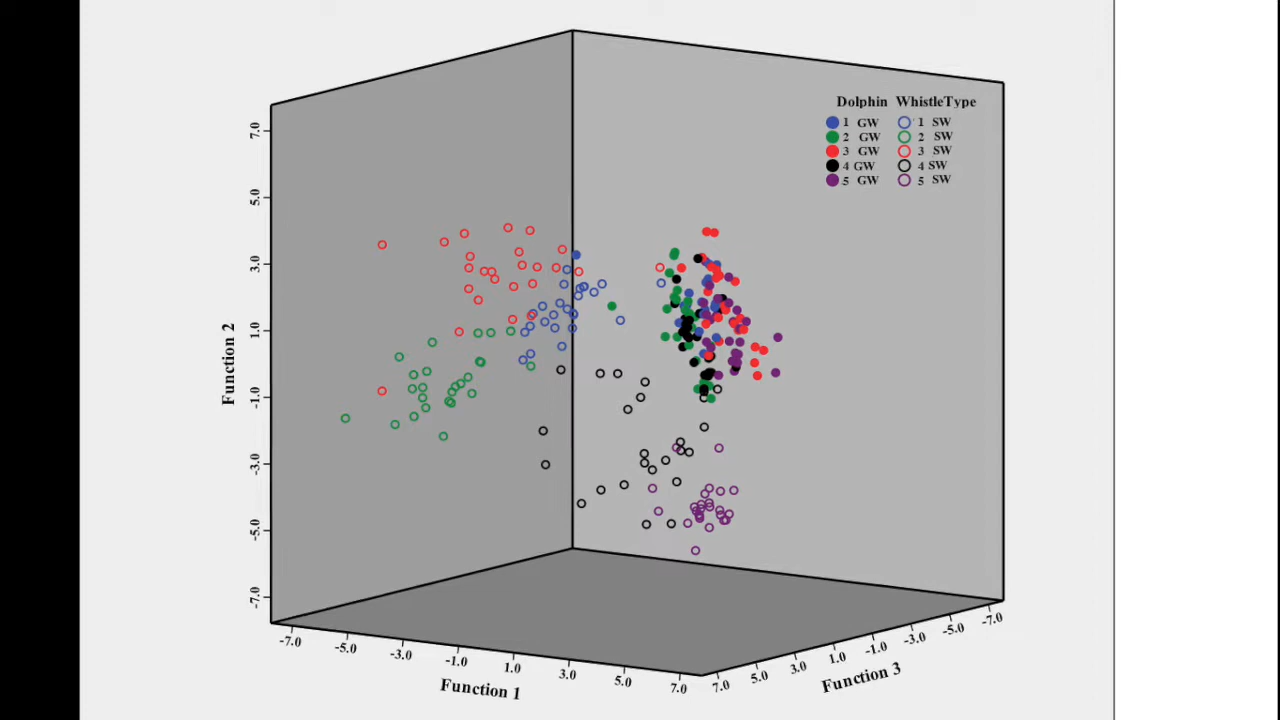 Dolphin WhistleType
1 GW 1 SW
2 GW 2 SW
3 GW 3 SW
4 GW 4 SW
5 GW 5 SW
7.0
5.0
3.0
1.0
-1.0
-3.0
-5.0
-7.0
Function 2
-7.0 -5.0 -3.0 -1.0 1.0 3.0 5.0 7.0
Function 1
7.0 5.0 3.0 1.0 -1.0 -3.0 -5.0 -7.0
Function 3